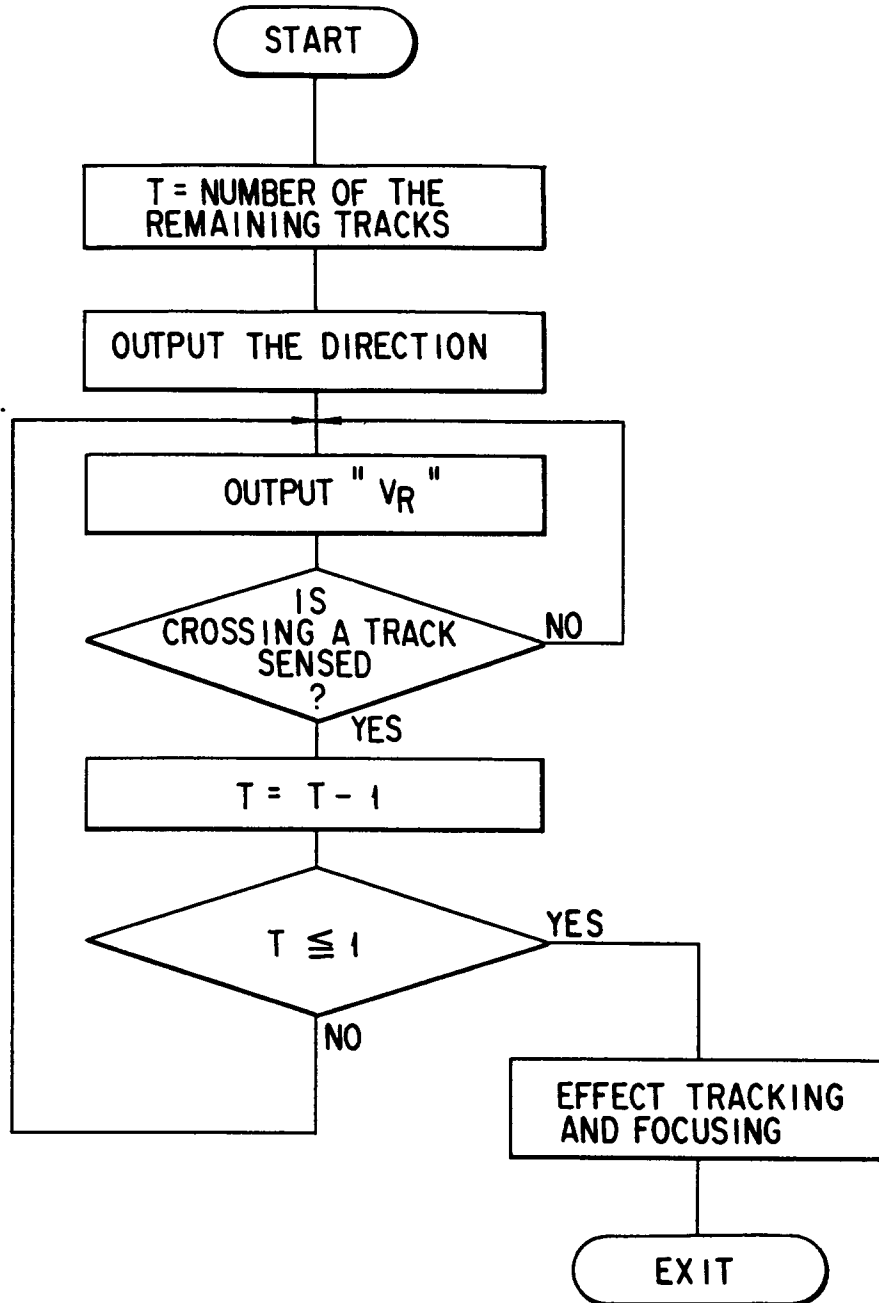 START
T = NUMBER OF THE
REMAINING TRACKS
OUTPUT THE DIRECTION
OUTPUT "VR"
IS
CROSSING A TRACK
SENSED
?
NO
YES
T = T - 1
T ≦ 1
YES
NO
EFFECT TRACKING
AND FOCUSING
EXIT